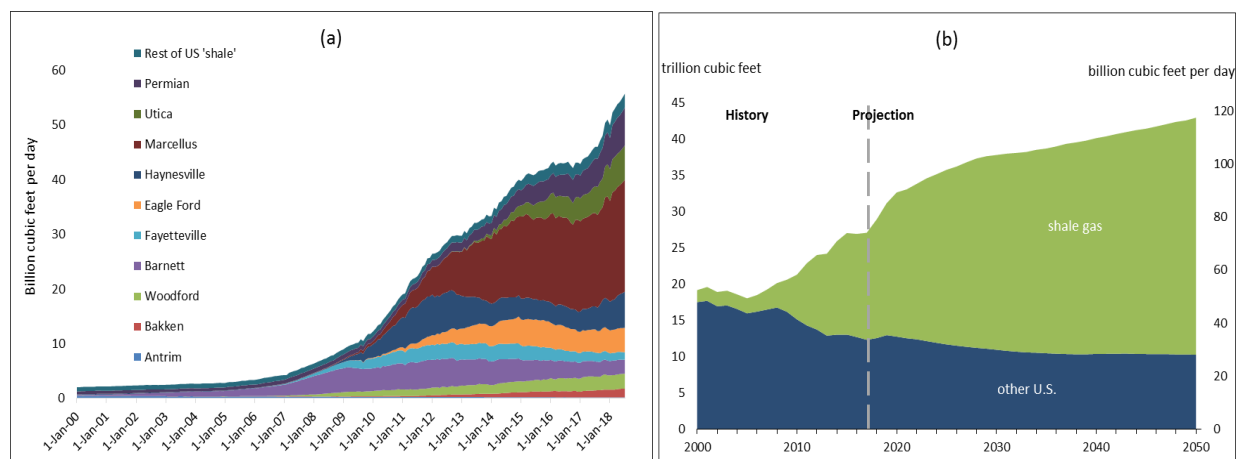 (a)
Billion cubic feet per day
60
50
40
30
20
10
0
Rest of US 'shale'
Permian
Utica
Marcellus
Haynesville
Eagle Ford
Fayetteville
Barnett
Woodford
Bakken
Antrim
1-Jan-00
1-Jan-01
1-Jan-02
1-Jan-03
1-Jan-04
1-Jan-05
1-Jan-06
1-Jan-07
1-Jan-08
1-Jan-09
1-Jan-10
1-Jan-11
1-Jan-12
1-Jan-13
1-Jan-14
1-Jan-15
1-Jan-16
1-Jan-17
1-Jan-18
(b)
trillion cubic feet
billion cubic feet per day
45
40
35
30
25
20
15
10
5
0
History
Projection
shale gas
other U.S.
120
100
80
60
40
20
0
2000
2010
2020
2030
2040
2050